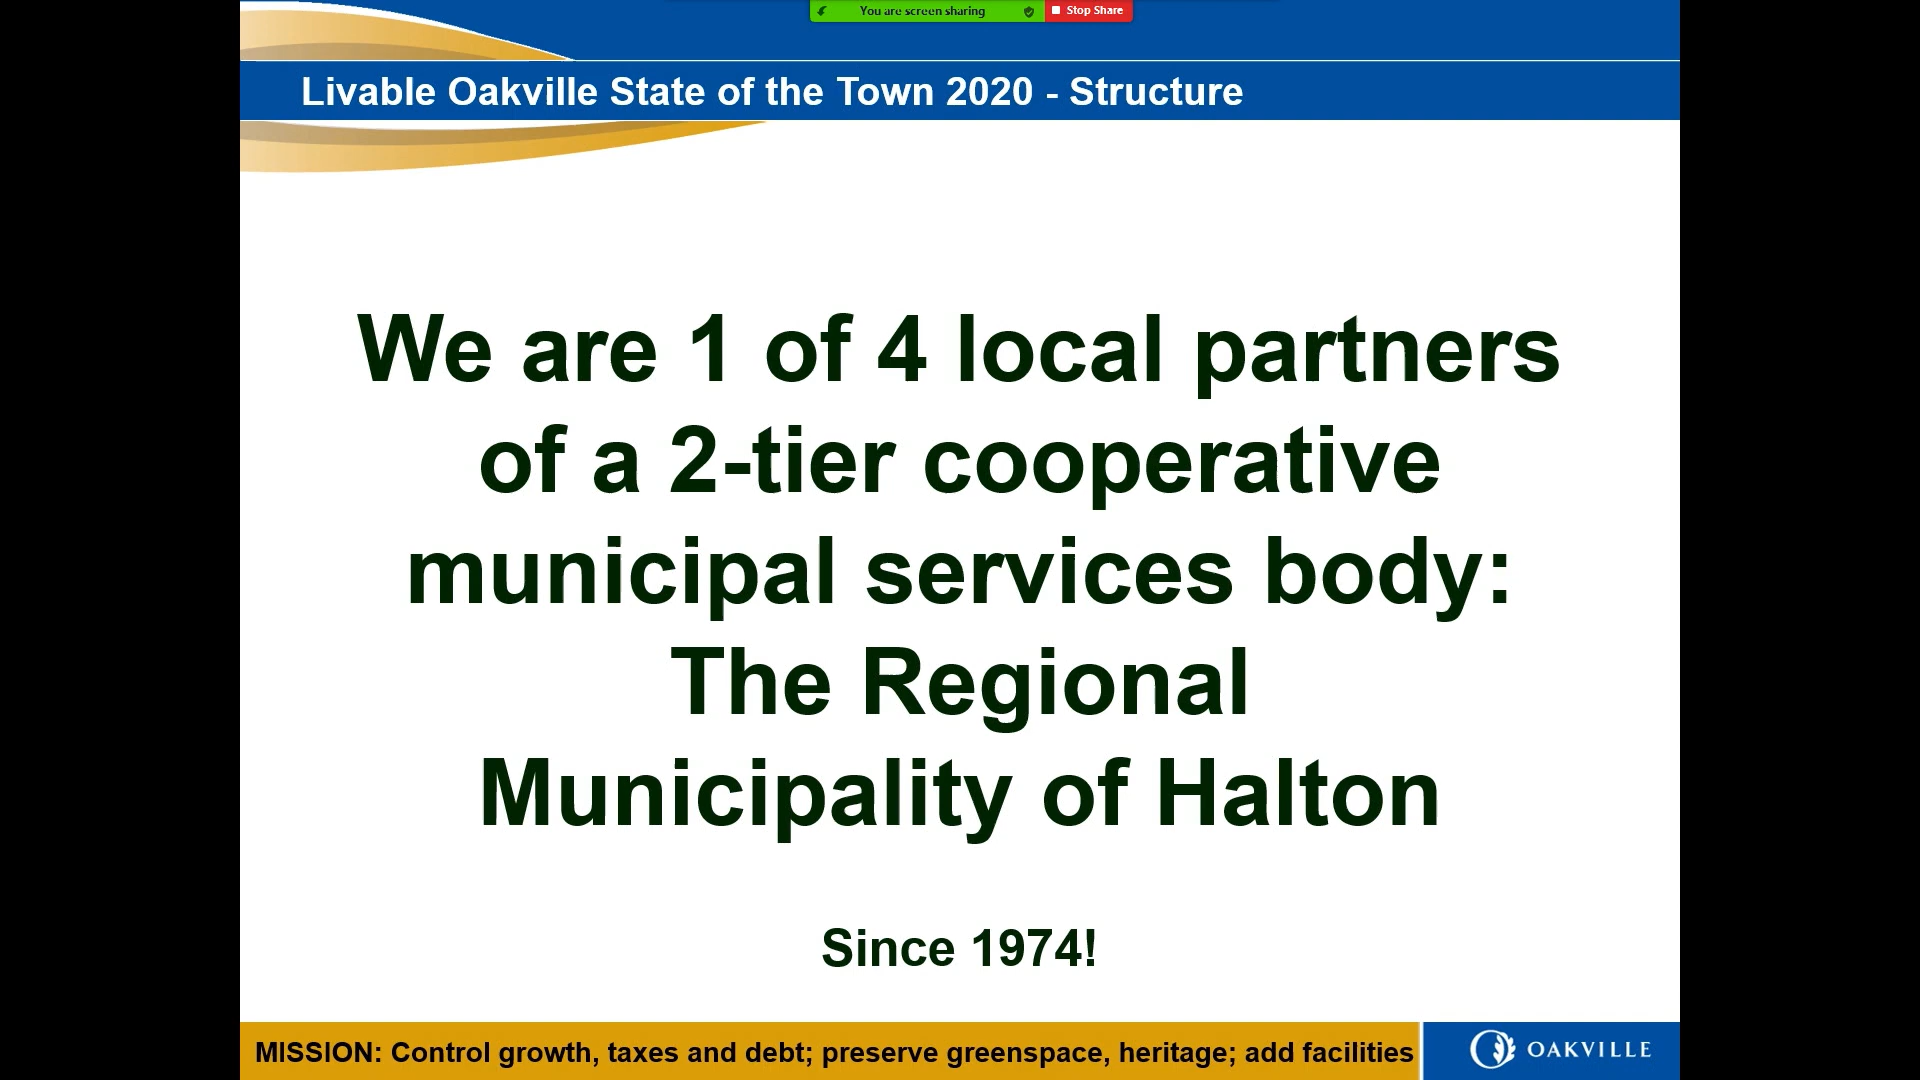 You are screen sharing
Stop Share
Livable Oakville State of the Town 2020 - Structure
We are 1 of 4 local partners
of a 2-tier cooperative
municipal services body:
The Regional
Municipality of Halton
Since 1974!
MISSION: Control growth, taxes and debt; preserve greenspace, heritage; add facilities
OAKVILLE